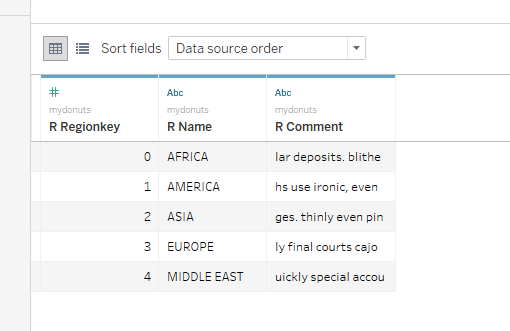 Sort fields Data source order
# Abc Abc
mydonuts mydonuts mydonuts
R Regionkey R Name R Comment
0 AFRICA lar deposits. blithe
1 AMERICA hs use ironic, even
2 ASIA ges. thinly even pin
3 EUROPE ly final courts cajo
4 MIDDLE EAST uickly special accou